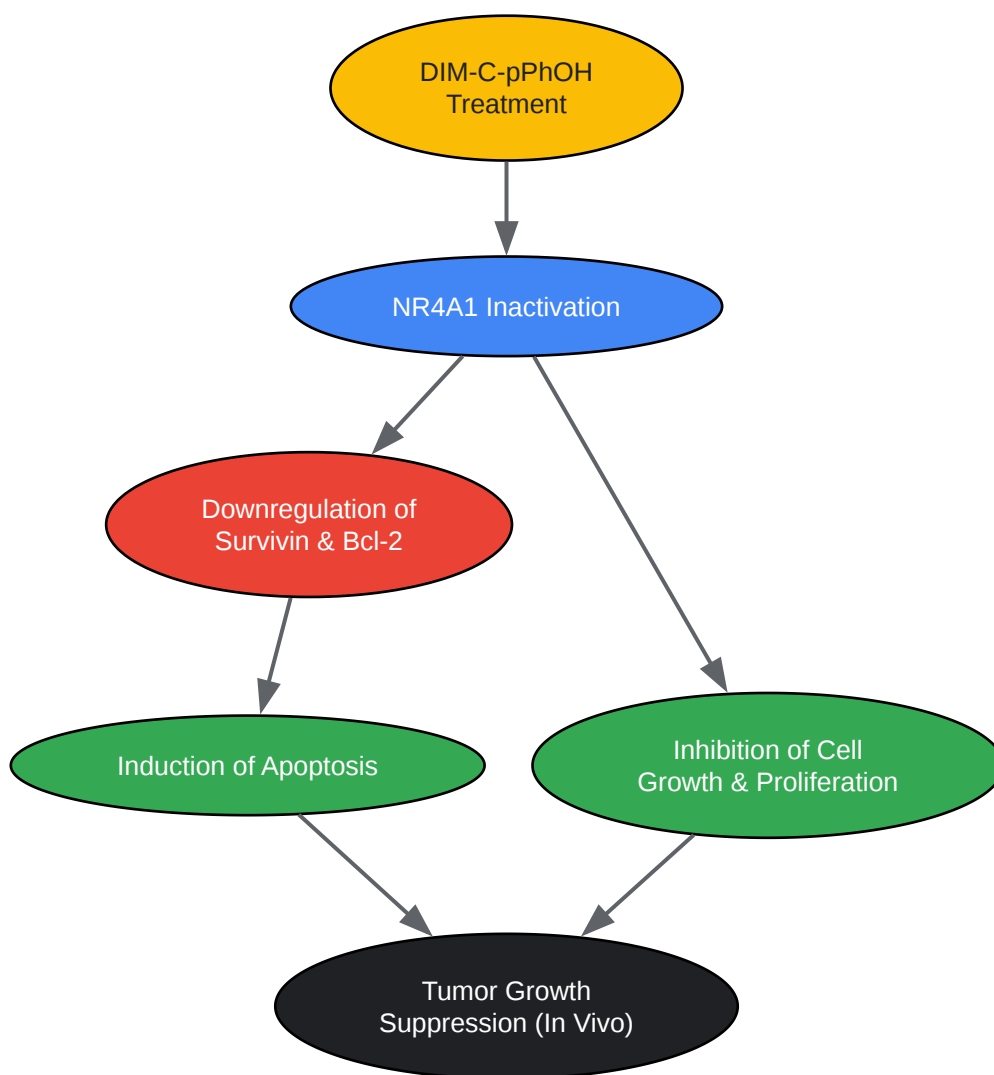 DIM-C-pPhOH
Treatment
NR4A1 Inactivation
Downregulation of
Survivin & Bcl-2
Induction of Apoptosis
Inhibition of Cell
Growth & Proliferation
Tumor Growth
Suppression (In Vivo)